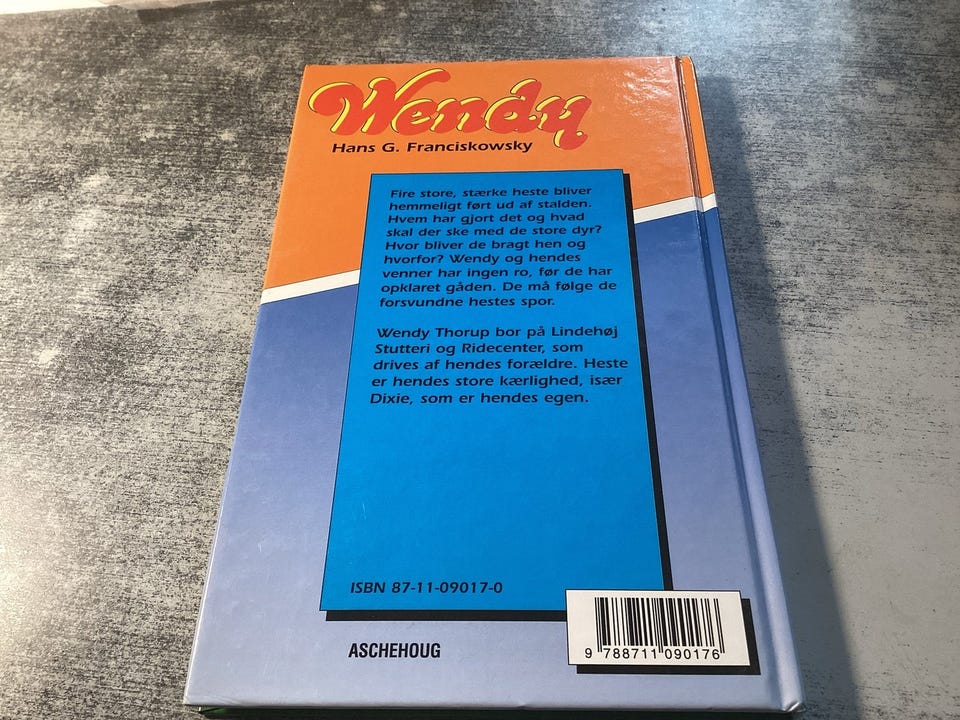 Wendy
Hans G. Franciskowsky
Fire store, stærke heste bliver
hemmeligt ført ud af stalden.
Hvem har gjort det og hvad
skal der ske med de store dyr?
Hvor bliver de bragt hen og
hvorfor? Wendy og hendes
venner har ingen ro, før de har
opklaret gåden. De må følge de
forsvundne hestes spor.
Wendy Thorup bor på Lindehøj
Stutteri og Ridecenter, som
drives af hendes forældre. Heste
er hendes store kærlighed, især
Dixie, som er hendes egen.
ISBN 87-11-09017-0
ASCHEHOUG
9 788711 090176